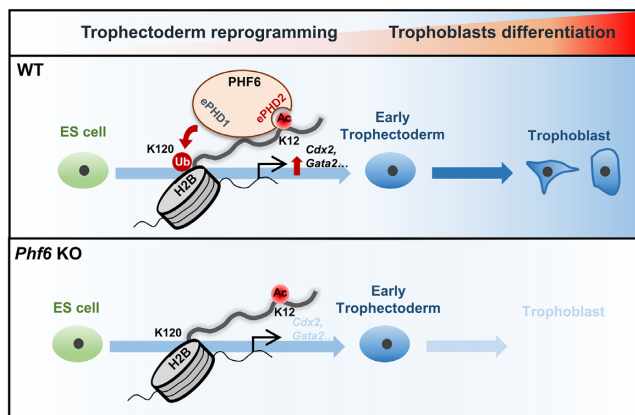 Trophectoderm reprogramming
Trophoblasts differentiation
WT
PHF6
ePHD1
ePHD2
Ac
K12
K120
Ub
H2B
Cdx2,
Gata2...
ES cell
Early
Trophectoderm
Trophoblast
Phf6 KO
Ac
K12
K120
H2B
Cdx2,
Gata2...
ES cell
Early
Trophectoderm
Trophoblast